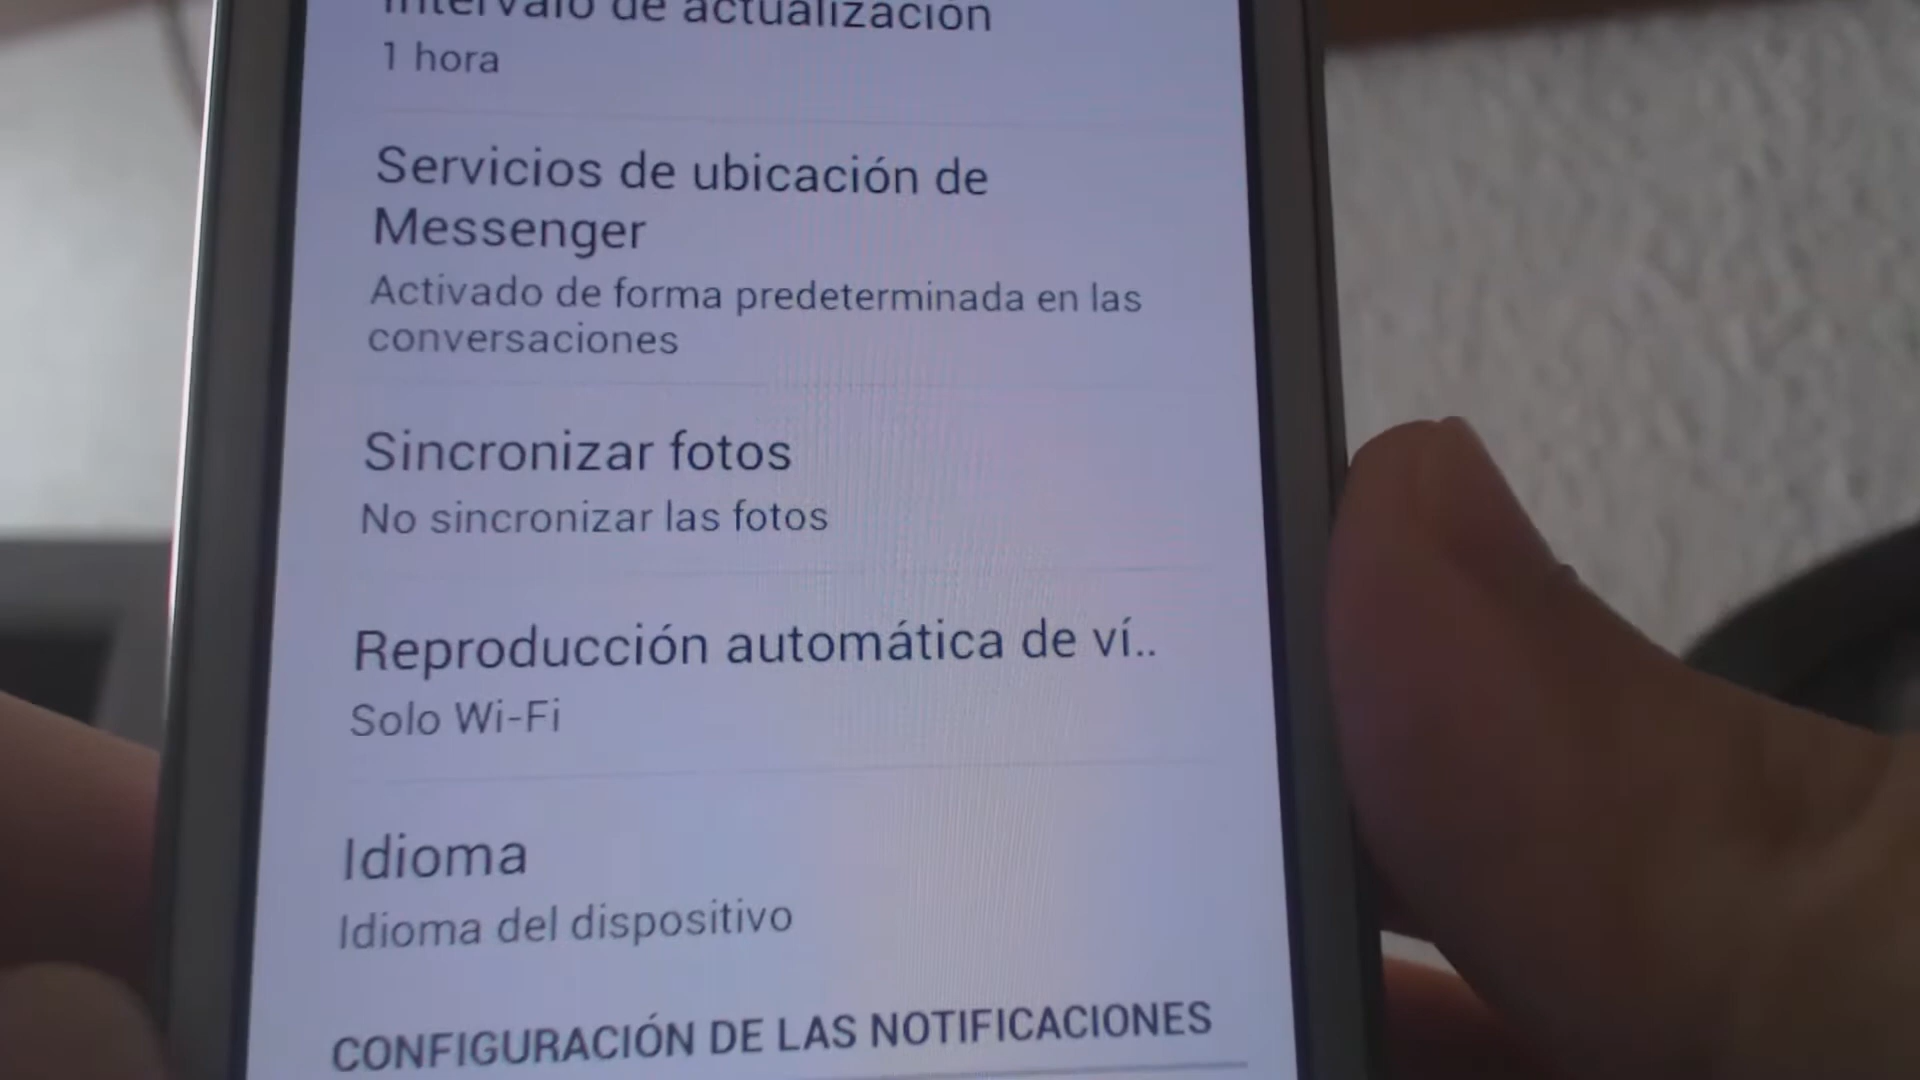 Intervalo de actualización
1 hora
Servicios de ubicación de
Messenger
Activado de forma predeterminada en las
conversaciones
Sincronizar fotos
No sincronizar las fotos
Reproducción automática de ví..
Solo Wi-Fi
Idioma
Idioma del dispositivo
CONFIGURACIÓN DE LAS NOTIFICACIONES